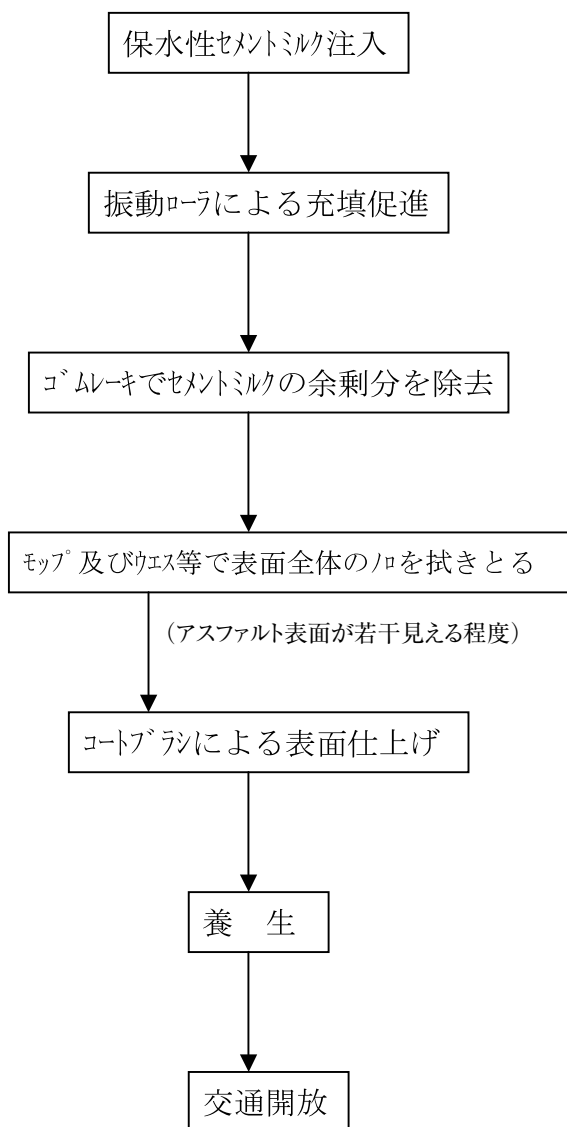 保水性ｾﾒﾝﾄﾐﾙｸ注入
振動ﾛｰﾗによる充填促進
ｺﾞﾑﾚｰｷでｾﾒﾝﾄﾐﾙｸの余剰分を除去
ﾓｯﾌﾟ及びｳｴｽ等で表面全体のﾉﾛを拭きとる
（アスファルト表面が若干見える程度）
ｺｰﾄﾌﾞﾗｼによる表面仕上げ
養　生
交通開放